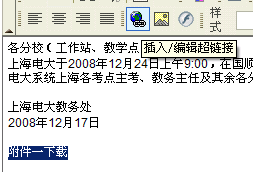 样式
各分校（工作站、教学点
插入/编辑超链接
上海电大于2008年12月24日上午9:00，在国顺
电大系统上海各考点主考、教务主任及其余各分
上海电大教务处
2008年12月17日
附件一下载